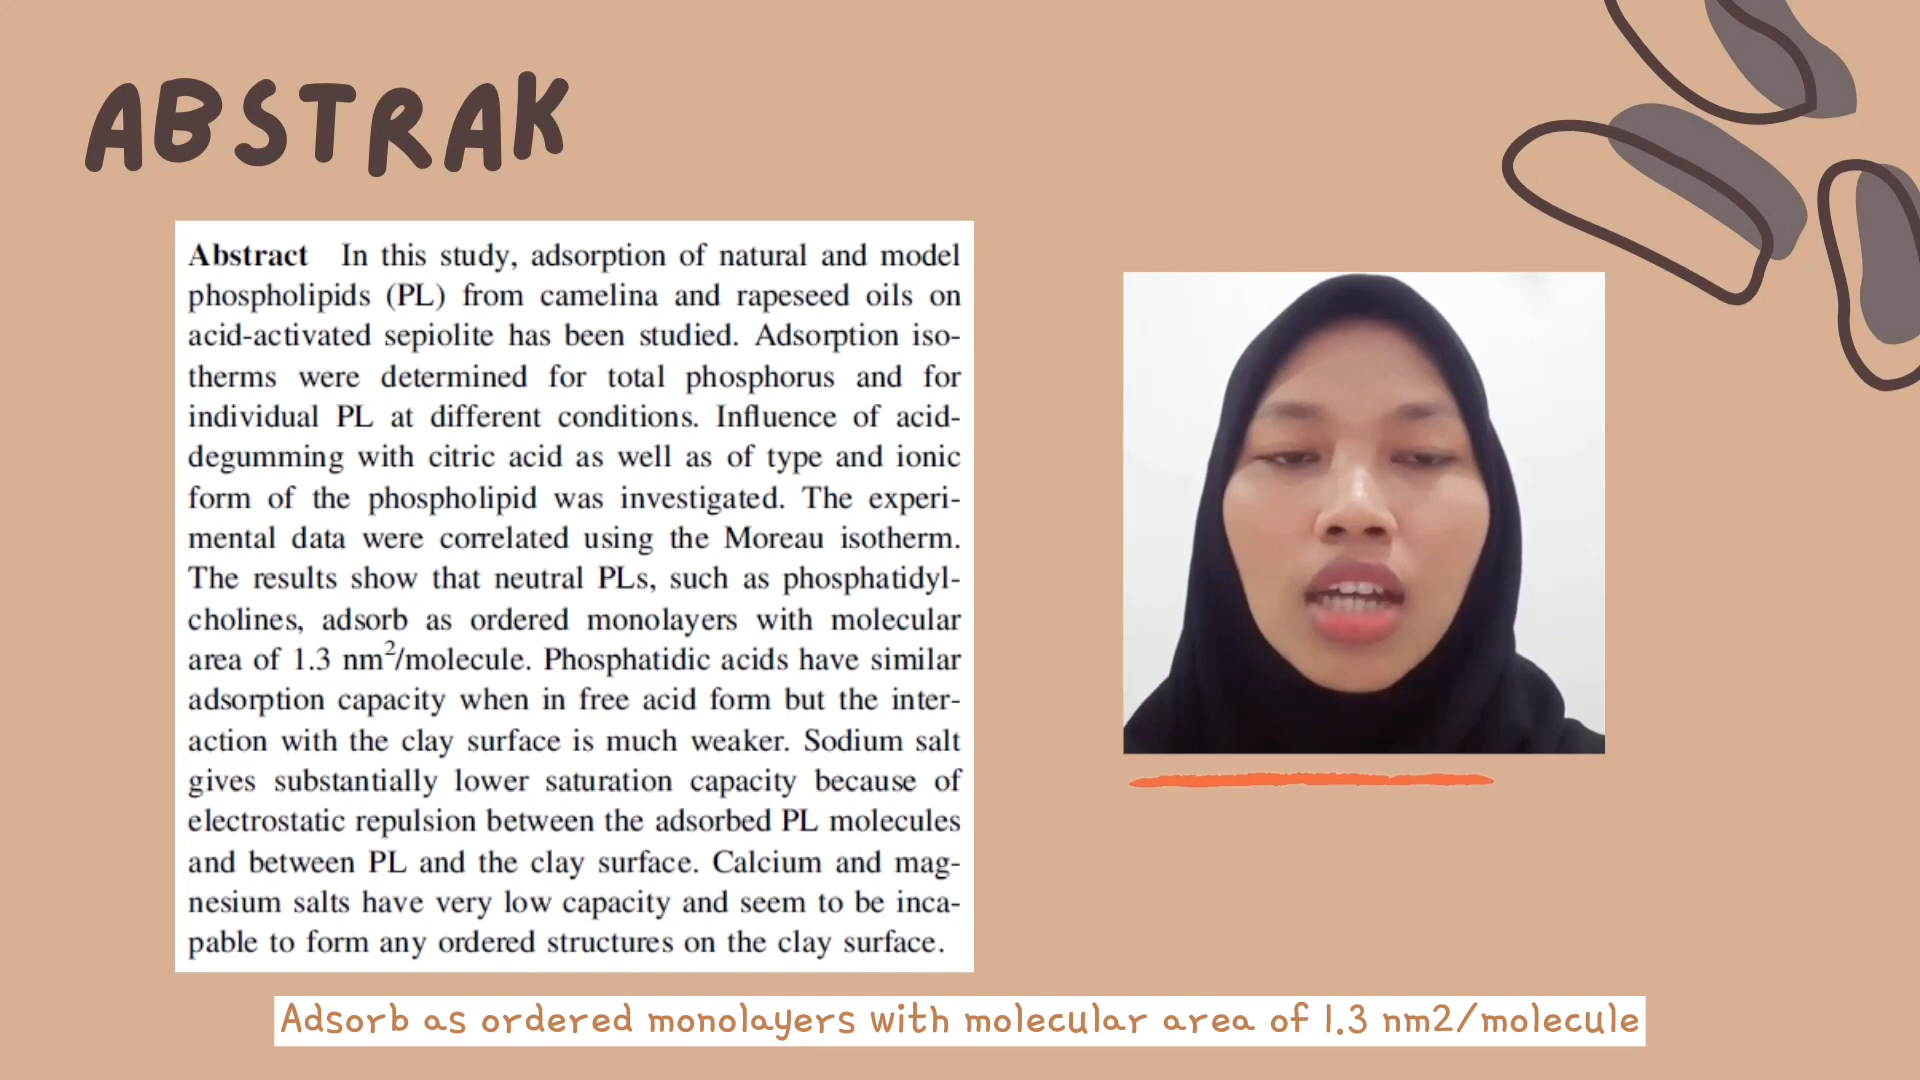 ABSTRAK
Abstract In this study, adsorption of natural and model
phospholipids (PL) from camelina and rapeseed oils on
acid-activated sepiolite has been studied. Adsorption iso-
therms were determined for total phosphorus and for
individual PL at different conditions. Influence of acid-
degumming with citric acid as well as of type and ionic
form of the phospholipid was investigated. The experi-
mental data were correlated using the Moreau isotherm.
The results show that neutral PLs, such as phosphatidyl-
cholines, adsorb as ordered monolayers with molecular
area of 1.3 nm²/molecule. Phosphatidic acids have similar
adsorption capacity when in free acid form but the inter-
action with the clay surface is much weaker. Sodium salt
gives substantially lower saturation capacity because of
electrostatic repulsion between the adsorbed PL molecules
and between PL and the clay surface. Calcium and mag-
nesium salts have very low capacity and seem to be inca-
pable to form any ordered structures on the clay surface.
Adsorb as ordered monolayers with molecular area of 1.3 nm2/molecule